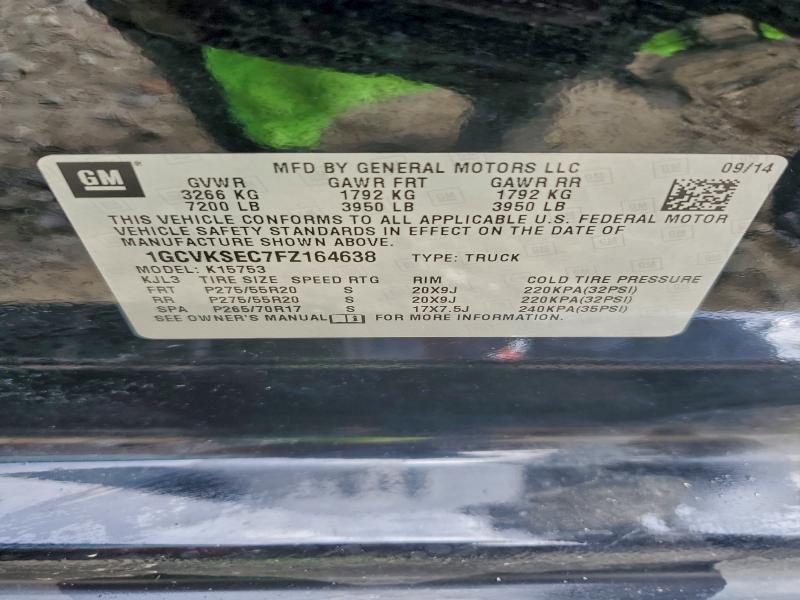 GM MFD BY GENERAL MOTORS LLC 09/14
GVWR GAWR FRT GAWR RR
3266 KG 1792 KG 1792 KG
7200 LB 3950 LB 3950 LB
THIS VEHICLE CONFORMS TO ALL APPLICABLE U.S. FEDERAL MOTOR
VEHICLE SAFETY STANDARDS IN EFFECT ON THE DATE OF
MANUFACTURE SHOWN ABOVE.
1GCVKSEC7FZ164638 TYPE: TRUCK
MODEL: K15753
KJL3 TIRE SIZE SPEED RTG RIM COLD TIRE PRESSURE
FRT P275/55R20 S 20X9J 220KPA(32PSI)
RR P275/55R20 S 20X9J 220KPA(32PSI)
SPA P265/70R17 S 17X7.5J 240KPA(35PSI)
SEE OWNER'S MANUAL FOR MORE INFORMATION.